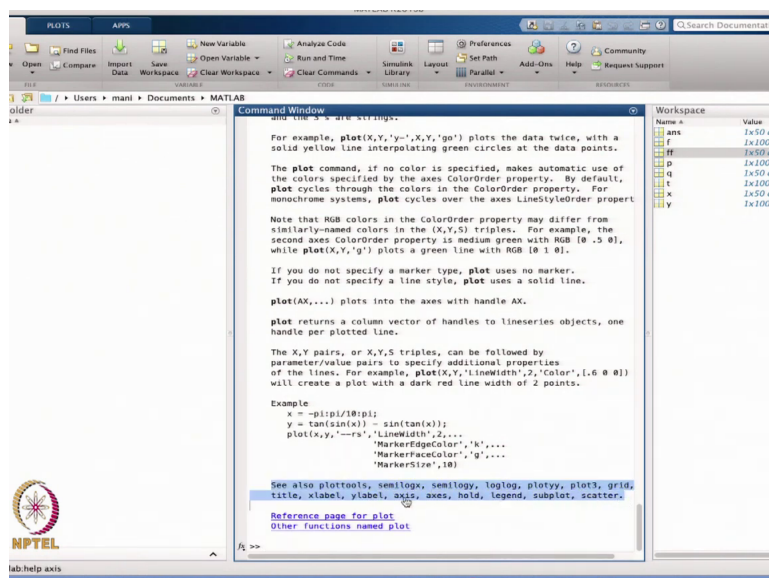 PLOTS APPS
Search Documentat
Open
Find Files
Compare
Import Data
Save Workspace
New Variable
Open Variable
Clear Workspace
Analyze Code
Run and Time
Clear Commands
Simulink Library
Layout
Preferences
Set Path
Parallel
Add-Ons
Help
Community
Request Support
FILE VARIABLE CODE SIMULINK ENVIRONMENT RESOURCES
/ Users mani Documents MATLAB
older
Command Window
and the S's are strings.
For example, plot(X,Y,'y-',X,Y,'go') plots the data twice, with a
solid yellow line interpolating green circles at the data points.
The plot command, if no color is specified, makes automatic use of
the colors specified by the axes ColorOrder property. By default,
plot cycles through the colors in the ColorOrder property. For
monochrome systems, plot cycles over the axes LineStyleOrder propert
Note that RGB colors in the ColorOrder property may differ from
similarly-named colors in the (X,Y,S) triples. For example, the
second axes ColorOrder property is medium green with RGB [0 .5 0],
while plot(X,Y,'g') plots a green line with RGB [0 1 0].
If you do not specify a marker type, plot uses no marker.
If you do not specify a line style, plot uses a solid line.
plot(AX,...) plots into the axes with handle AX.
plot returns a column vector of handles to lineseries objects, one
handle per plotted line.
The X,Y pairs, or X,Y,S triples, can be followed by
parameter/value pairs to specify additional properties
of the lines. For example, plot(X,Y,'LineWidth',2,'Color',[.6 0 0])
will create a plot with a dark red line width of 2 points.
Example
x = -pi:pi/10:pi;
y = tan(sin(x)) - sin(tan(x));
plot(x,y,'--rs','LineWidth',2,...
'MarkerEdgeColor','k',...
'MarkerFaceColor','g',...
'MarkerSize',10)
See also plottools, semilogx, semilogy, loglog, plotyy, plot3, grid,
title, xlabel, ylabel, axis, axes, hold, legend, subplot, scatter.
Reference page for plot
Other functions named plot
fx >>
Workspace
Name Value
ans 1x50
f 1x100
ff 1x50
p 1x100
q 1x50
t 1x100
x 1x50
y 1x100
NPTEL
lab:help axis